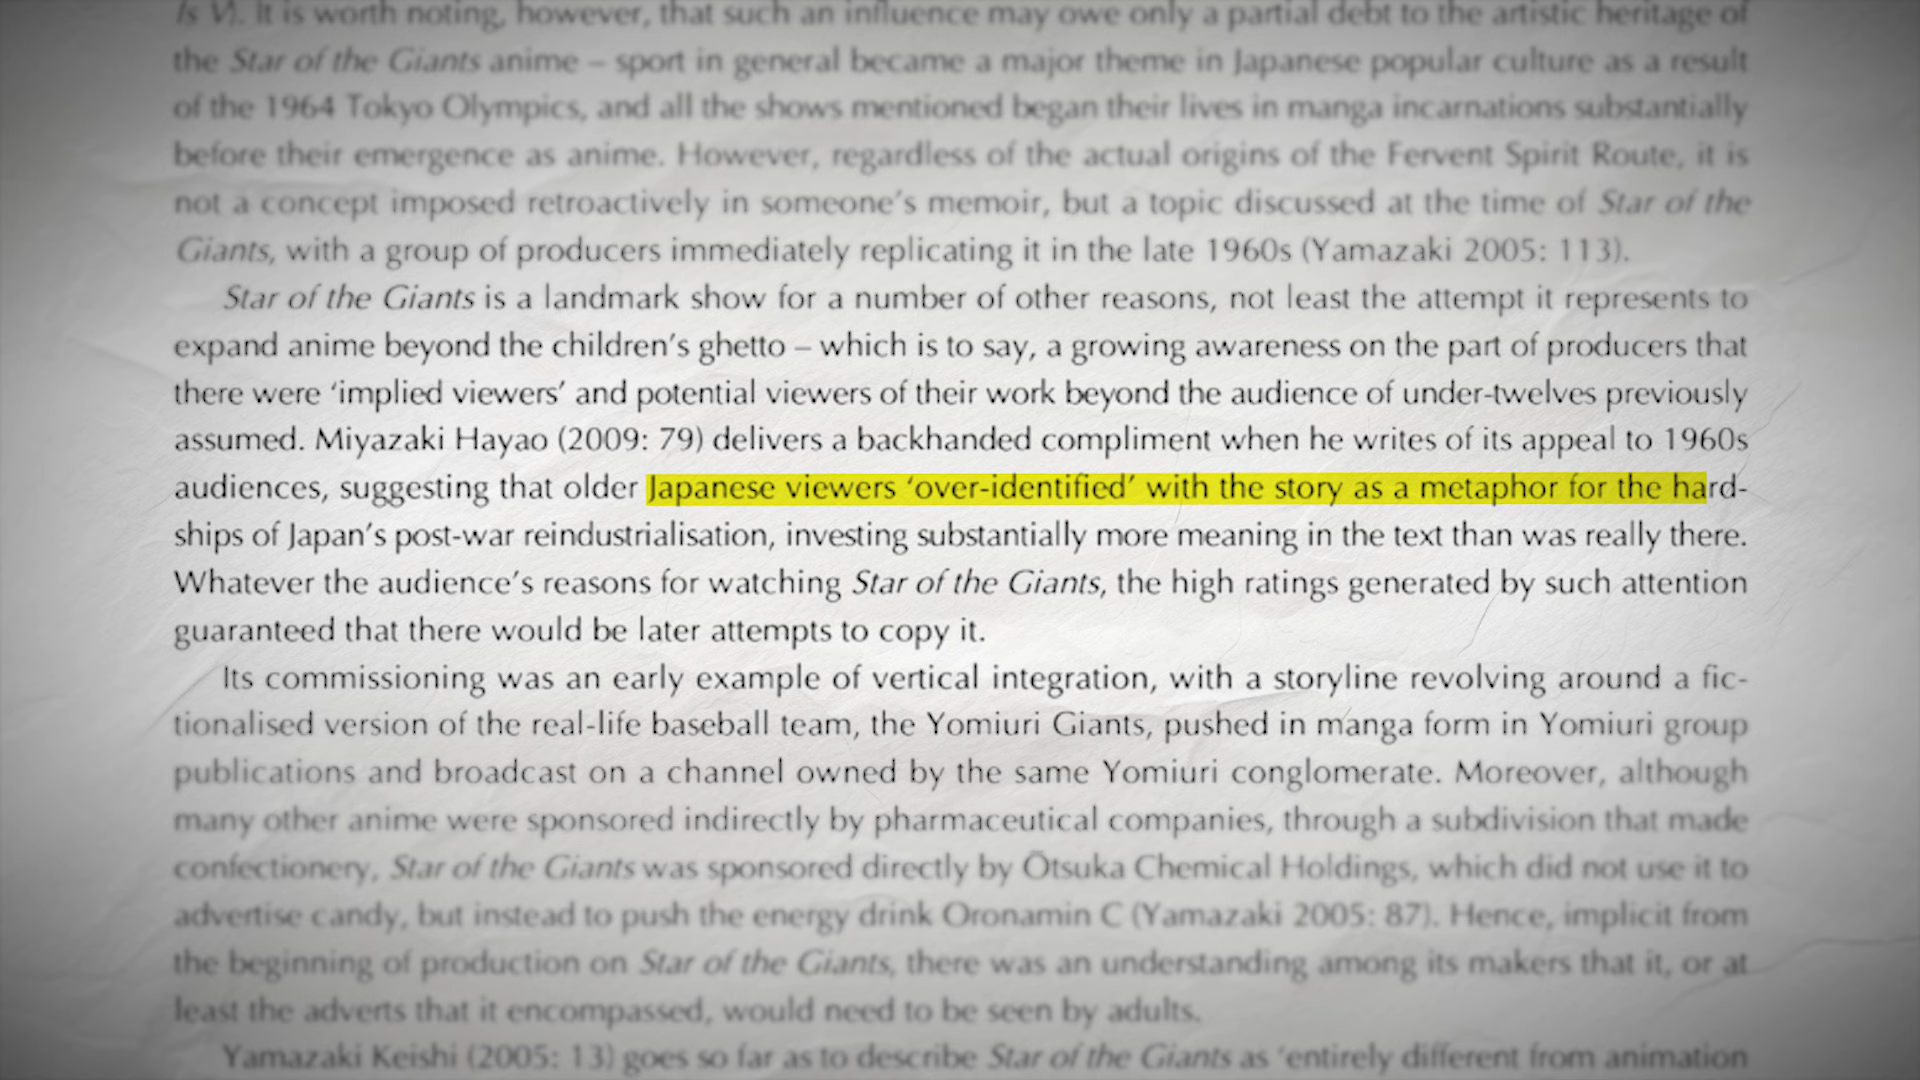 Is V). It is worth noting, however, that such an influence may owe only a partial debt to the artistic heritage of
the Star of the Giants anime – sport in general became a major theme in Japanese popular culture as a result
of the 1964 Tokyo Olympics, and all the shows mentioned began their lives in manga incarnations substantially
before their emergence as anime. However, regardless of the actual origins of the Fervent Spirit Route, it is
not a concept imposed retroactively in someone’s memoir, but a topic discussed at the time of Star of the
Giants, with a group of producers immediately replicating it in the late 1960s (Yamazaki 2005: 113).
Star of the Giants is a landmark show for a number of other reasons, not least the attempt it represents to
expand anime beyond the children’s ghetto – which is to say, a growing awareness on the part of producers that
there were ‘implied viewers’ and potential viewers of their work beyond the audience of under-twelves previously
assumed. Miyazaki Hayao (2009: 79) delivers a backhanded compliment when he writes of its appeal to 1960s
audiences, suggesting that older Japanese viewers ‘over-identified’ with the story as a metaphor for the hard-
ships of Japan’s post-war reindustrialisation, investing substantially more meaning in the text than was really there.
Whatever the audience’s reasons for watching Star of the Giants, the high ratings generated by such attention
guaranteed that there would be later attempts to copy it.
Its commissioning was an early example of vertical integration, with a storyline revolving around a fic-
tionalised version of the real-life baseball team, the Yomiuri Giants, pushed in manga form in Yomiuri group
publications and broadcast on a channel owned by the same Yomiuri conglomerate. Moreover, although
many other anime were sponsored indirectly by pharmaceutical companies, through a subdivision that made
confectionery, Star of the Giants was sponsored directly by Ōtsuka Chemical Holdings, which did not use it to
advertise candy, but instead to push the energy drink Oronamin C (Yamazaki 2005: 87). Hence, implicit from
the beginning of production on Star of the Giants, there was an understanding among its makers that it, or at
least the adverts that it encompassed, would need to be seen by adults.
Yamazaki Keishi (2005: 13) goes so far as to describe Star of the Giants as ‘entirely different from animation